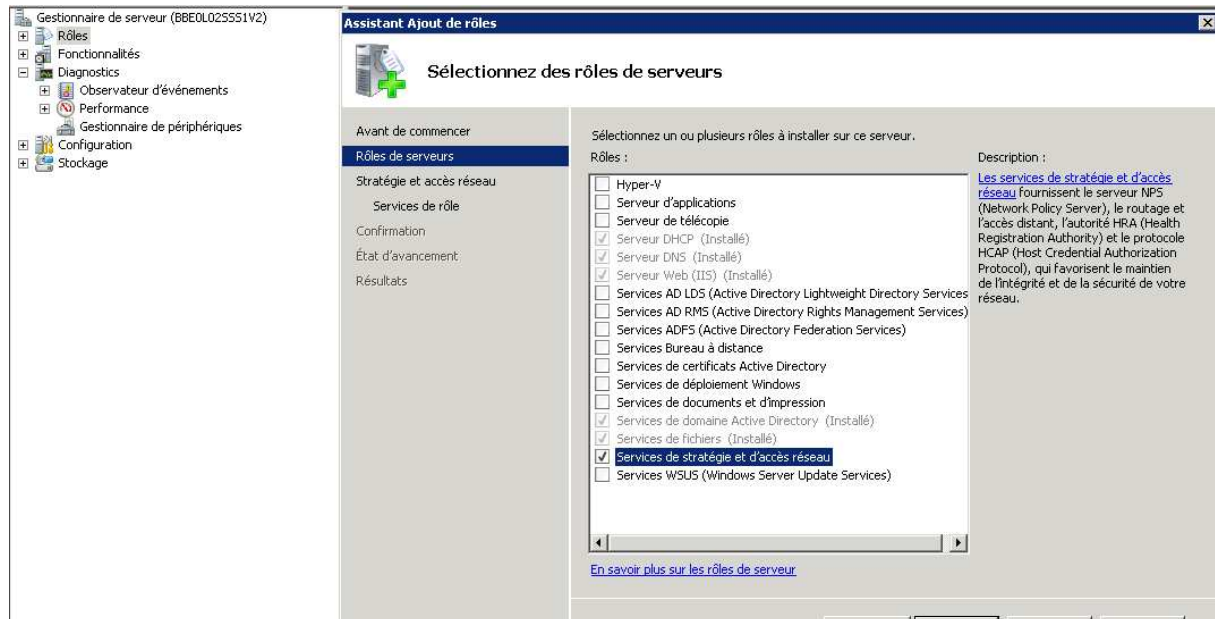 Gestionnaire de serveur (BBE0L02SSS1V2)
Rôles
Fonctionnalités
Diagnostics
Observateur d'événements
Performance
Gestionnaire de périphériques
Configuration
Stockage
Assistant Ajout de rôles
Sélectionnez des rôles de serveurs
Avant de commencer
Rôles de serveurs
Stratégie et accès réseau
Services de rôle
Confirmation
État d'avancement
Résultats
Sélectionnez un ou plusieurs rôles à installer sur ce serveur.
Rôles :
Hyper-V
Serveur d'applications
Serveur de télécopie
Serveur DHCP (Installé)
Serveur DNS (Installé)
Serveur Web (IIS) (Installé)
Services AD LDS (Active Directory Lightweight Directory Services
Services AD RMS (Active Directory Rights Management Services)
Services ADFS (Active Directory Federation Services)
Services Bureau à distance
Services de certificats Active Directory
Services de déploiement Windows
Services de documents et d'impression
Services de domaine Active Directory (Installé)
Services de fichiers (Installé)
Services de stratégie et d'accès réseau
Services WSUS (Windows Server Update Services)
En savoir plus sur les rôles de serveur
Description :
Les services de stratégie et d'accès
réseau fournissent le serveur NPS
(Network Policy Server), le routage et
l'accès distant, l'autorité HRA (Health
Registration Authority) et le protocole
HCAP (Host Credential Authorization
Protocol), qui favorisent le maintien
de l'intégrité et de la sécurité de votre
réseau.